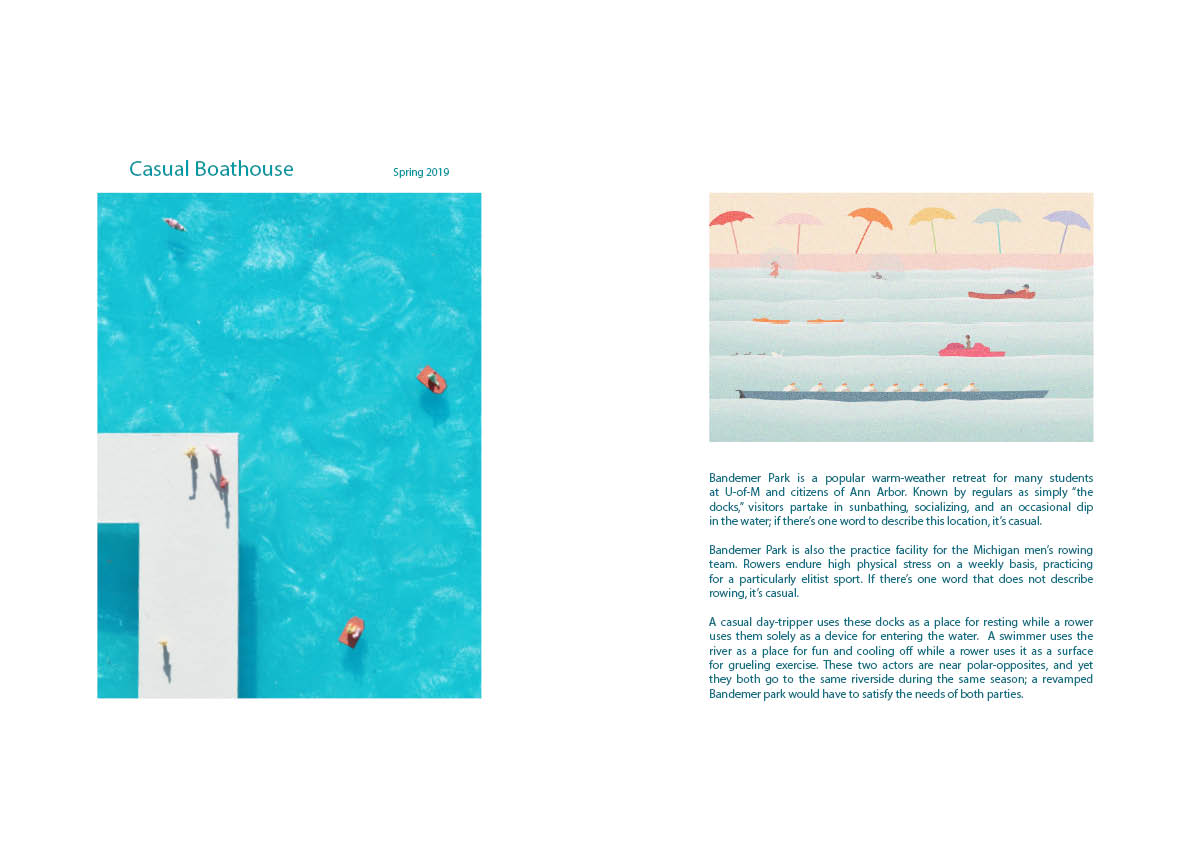 Casual Boathouse
Spring 2019
Bandemer Park is a popular warm-weather retreat for many students
at U-of-M and citizens of Ann Arbor. Known by regulars as simply “the
docks,” visitors partake in sunbathing, socializing, and an occasional dip
in the water; if there’s one word to describe this location, it’s casual.
Bandemer Park is also the practice facility for the Michigan men’s rowing
team. Rowers endure high physical stress on a weekly basis, practicing
for a particularly elitist sport. If there’s one word that does not describe
rowing, it’s casual.
A casual day-tripper uses these docks as a place for resting while a rower
uses them solely as a device for entering the water.  A swimmer uses the
river as a place for fun and cooling off while a rower uses it as a surface
for grueling exercise. These two actors are near polar-opposites, and yet
they both go to the same riverside during the same season; a revamped
Bandemer park would have to satisfy the needs of both parties.